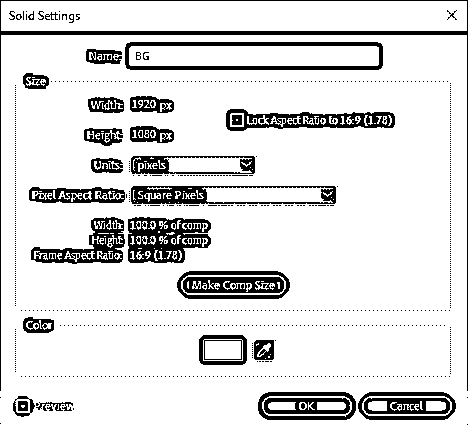 Solid Settings
Name: BG
Size
Width: 1920 px
Lock Aspect Ratio to 16:9 (1.78)
Height: 1080 px
Units: pixels
Pixel Aspect Ratio: Square Pixels
Width: 100.0 % of comp
Height: 100.0 % of comp
Frame Aspect Ratio: 16:9 (1.78)
Make Comp Size
Color
Preview
OK
Cancel